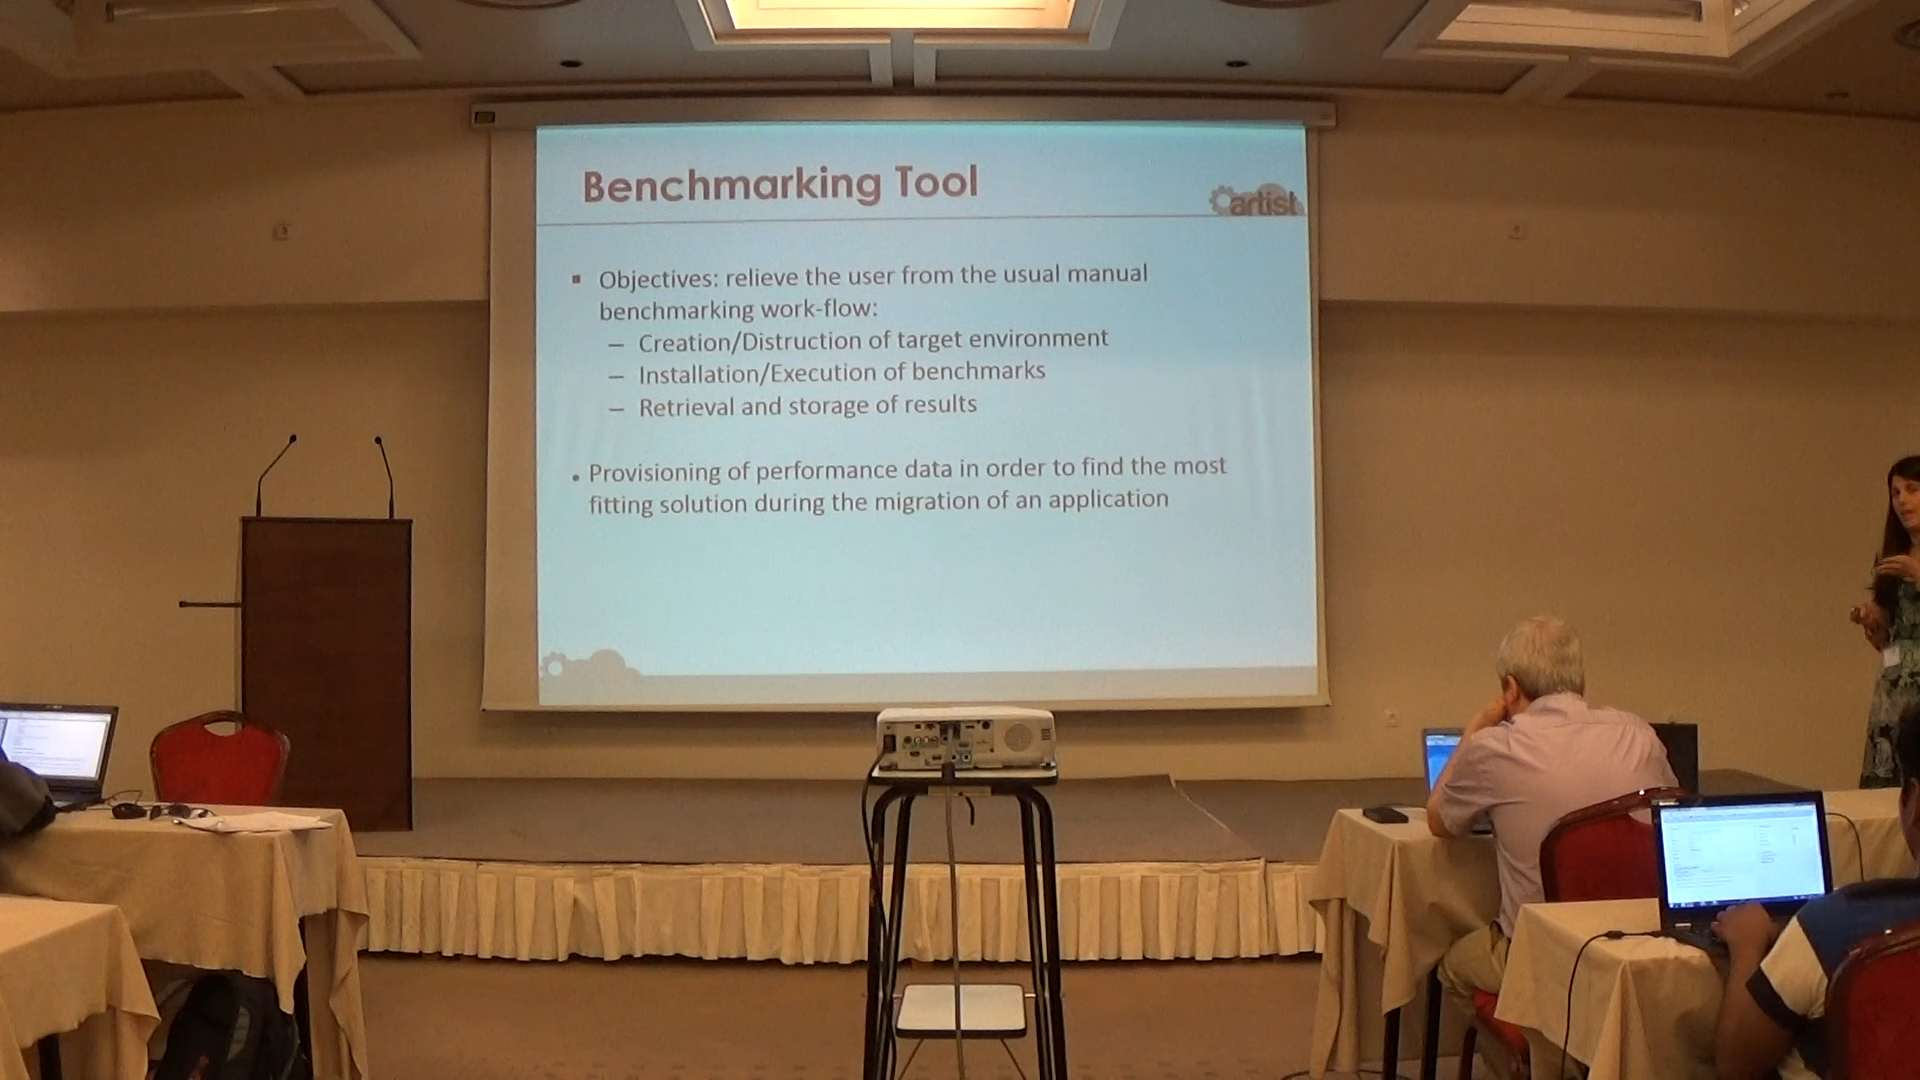 Benchmarking Tool
artist
▪ Objectives: relieve the user from the usual manual
benchmarking work-flow:
– Creation/Distruction of target environment
– Installation/Execution of benchmarks
– Retrieval and storage of results
• Provisioning of performance data in order to find the most
fitting solution during the migration of an application